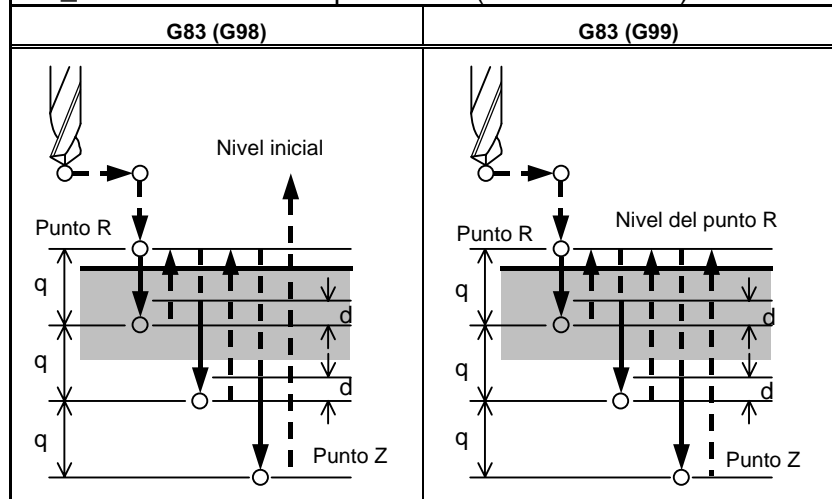 G83 (G98)
G83 (G99)
Nivel inicial
Punto R
q
d
q
d
q
Punto Z
Nivel del punto R
Punto R
q
d
q
d
q
Punto Z